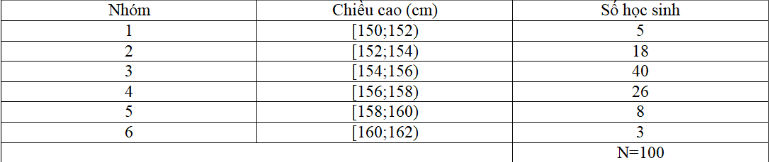 Nhóm Chiều cao (cm) Số học sinh
1 [150;152) 5
2 [152;154) 18
3 [154;156) 40
4 [156;158) 26
5 [158;160) 8
6 [160;162) 3
N=100